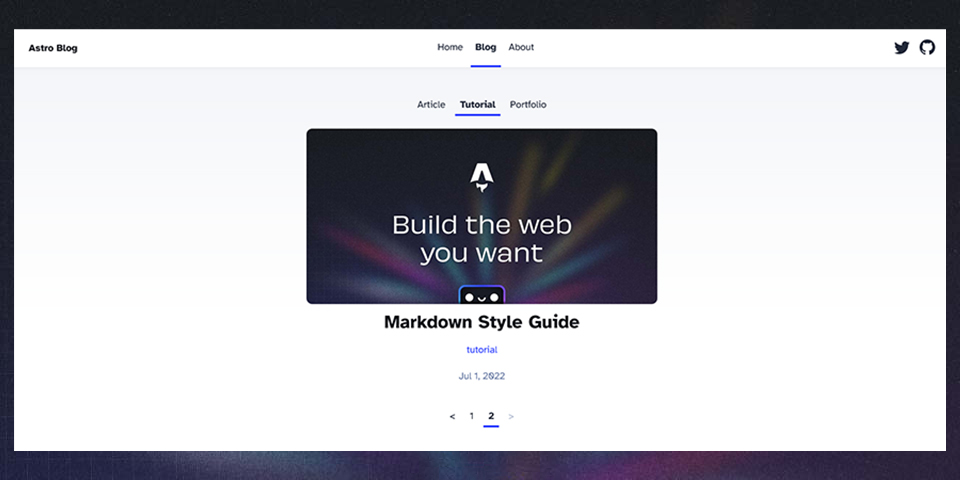 Astro Blog
Home Blog About
Article Tutorial Portfolio
Build the web
you want
Markdown Style Guide
tutorial
Jul 1, 2022
< 1 2 >